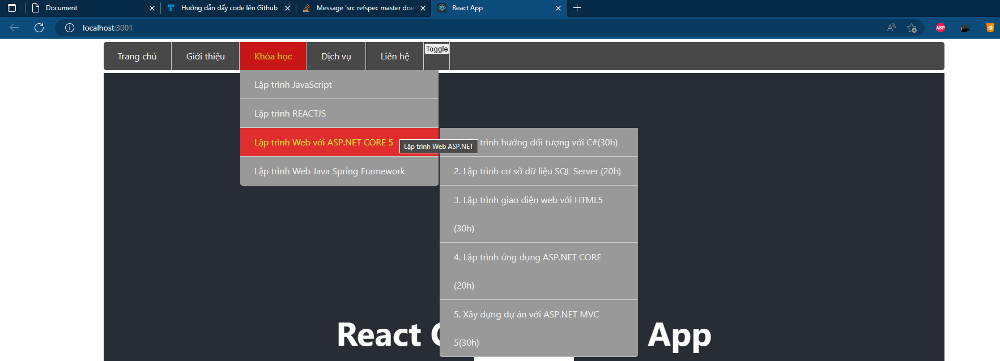 Document
Hướng dẫn đẩy code lên Github
Message 'src refspec master doe
React App
localhost:3001
ABP
Trang chủ
Giới thiệu
Khóa học
Dịch vụ
Liên hệ
Toggle
Lập trình JavaScript
Lập trình REACTJS
Lập trình Web với ASP.NET CORE 5
Lập trình Web ASP.NET
Lập trình Web Java Spring Framework
trình hướng đối tượng với C#(30h)
2. Lập trình cơ sở dữ liệu SQL Server (20h)
3. Lập trình giao diện web với HTML5
(30h)
4. Lập trình ứng dụng ASP.NET CORE
(20h)
5. Xây dựng dự án với ASP.NET MVC
5(30h)
React
App